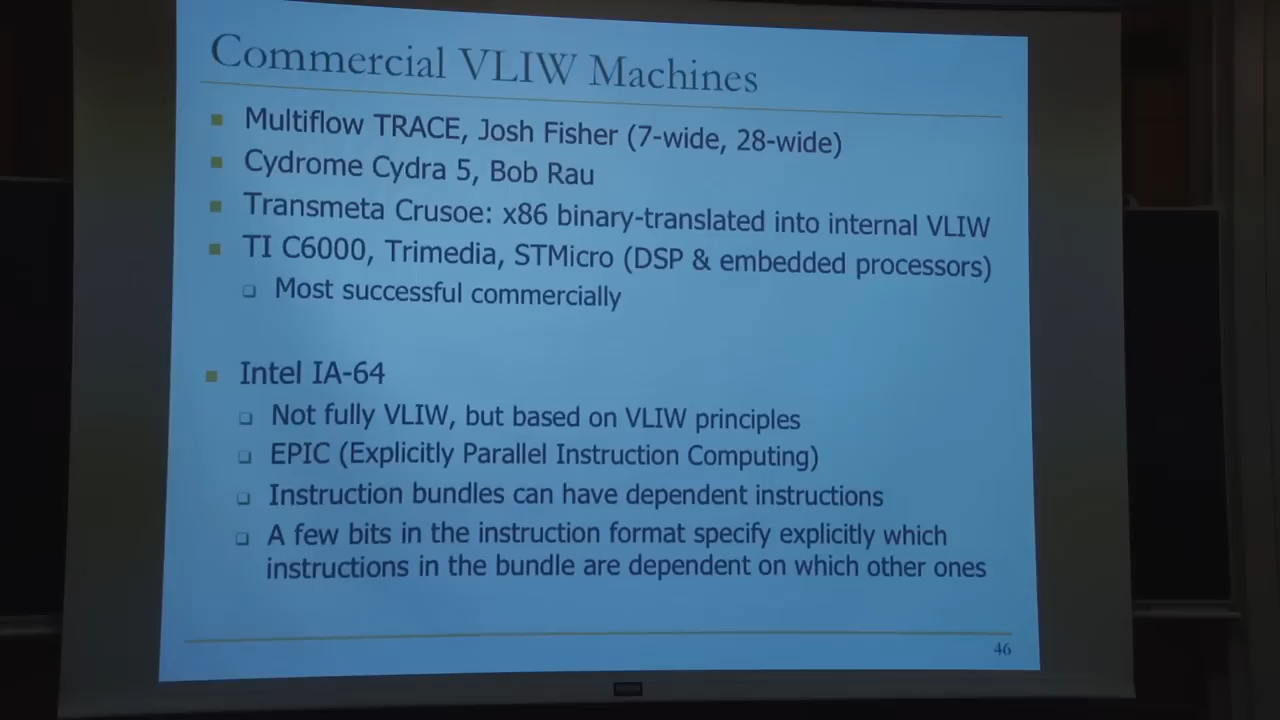 Commercial VLIW Machines
Multiflow TRACE, Josh Fisher (7-wide, 28-wide)
Cydrome Cydra 5, Bob Rau
Transmeta Crusoe: x86 binary-translated into internal VLIW
TI C6000, Trimedia, STMicro (DSP & embedded processors)
Most successful commercially
Intel IA-64
Not fully VLIW, but based on VLIW principles
EPIC (Explicitly Parallel Instruction Computing)
Instruction bundles can have dependent instructions
A few bits in the instruction format specify explicitly which
instructions in the bundle are dependent on which other ones
46